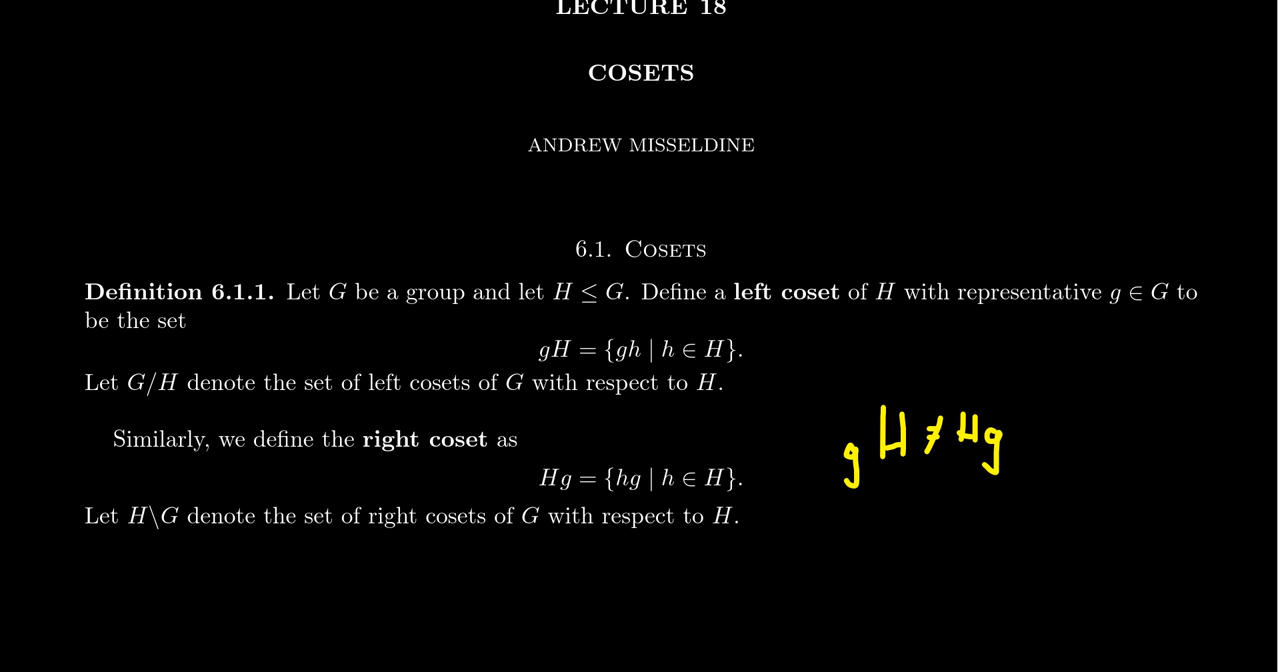 LECTURE 18
COSETS
ANDREW MISSELDINE
6.1. COSETS
Definition 6.1.1. Let G be a group and let H ≤ G. Define a left coset of H with representative g ∈ G to
be the set
gH = {gh | h ∈ H}.
Let G/H denote the set of left cosets of G with respect to H.
Similarly, we define the right coset as
gH ≠ Hg
Hg = {hg | h ∈ H}.
Let H\G denote the set of right cosets of G with respect to H.